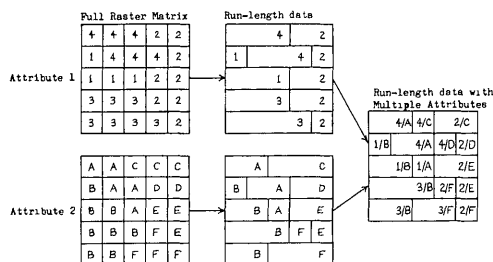 Full Raster Matrix
4 4 4 2 2
1 4 4 4 2
1 1 1 2 2
3 3 3 2 2
3 3 3 3 2
Attribute 1
Run-length data
4 2
1 4 2
1 2
3 2
3 2
A A C C C
B A A D D
B B A E E
B B B F E
B B F F F
Attribute 2
A C
B A D
B A E
B F E
B F
Run-length data with
Multiple Attributes
4/A 4/C 2/C
1/B 4/A 4/D 2/D
1/B 1/A 2/E
3/B 2/F 2/E
3/B 3/F 2/F